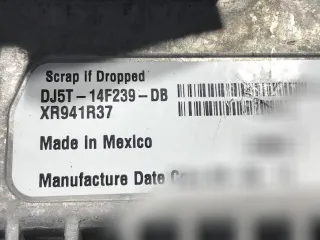 Scrap If Dropped
DJ5T-14F239-DB
XR941R37
Made In Mexico
Manufacture Date